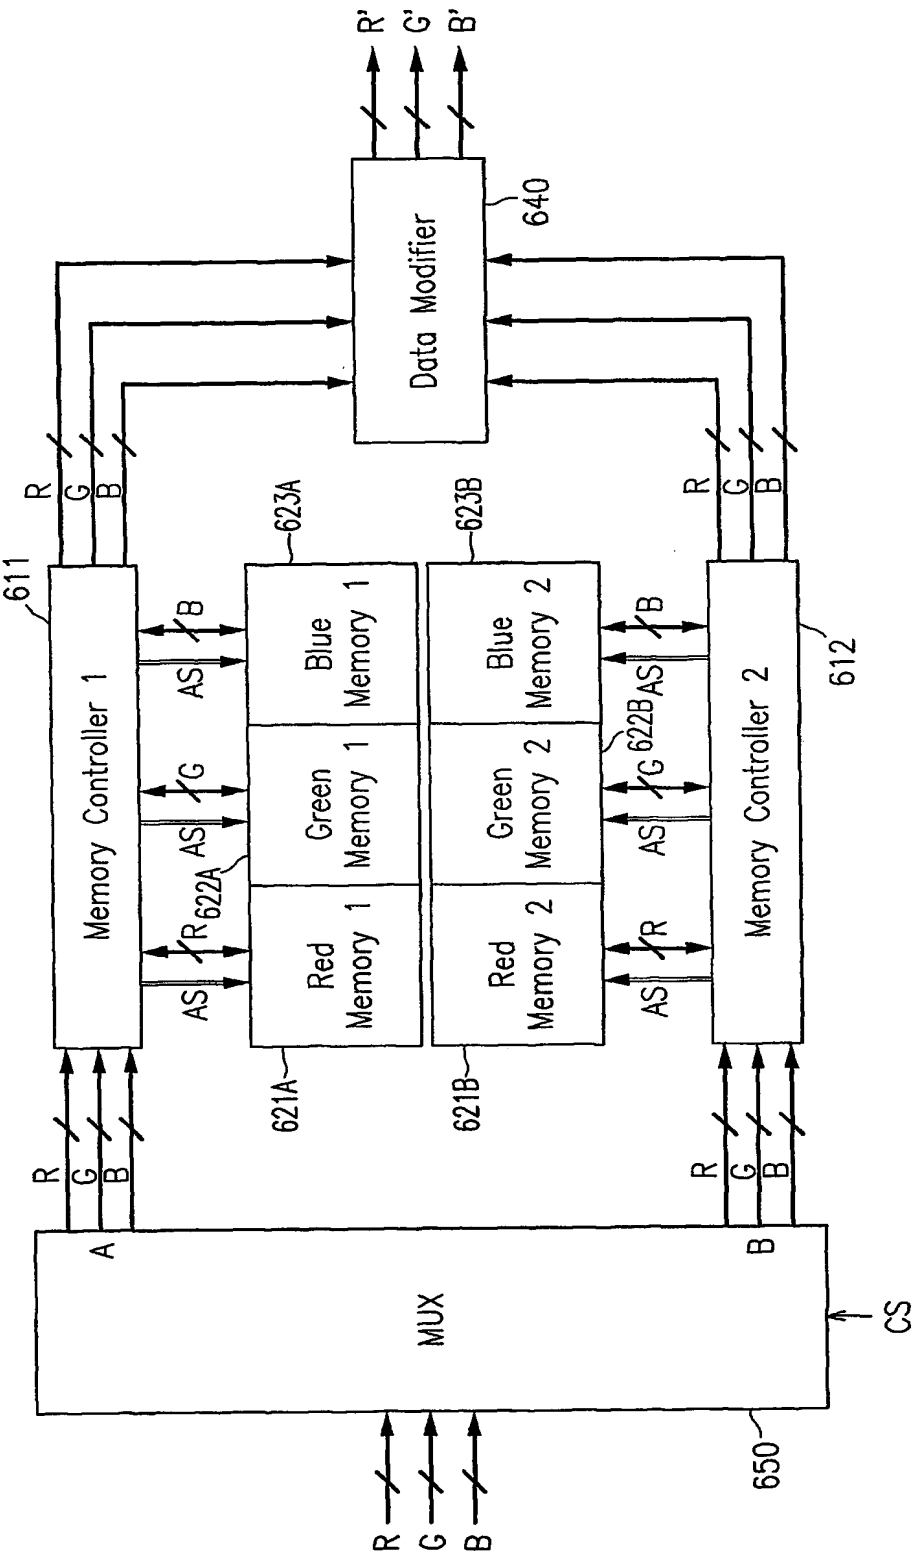 R
G
B
650
MUX
A
B
CS
R
G
B
R
G
B
611
Memory Controller 1
AS
R
AS
G
AS
B
621A
622A
623A
Red
Memory 1
Green
Memory 1
Blue
Memory 1
621B
622B
623B
Red
Memory 2
Green
Memory 2
Blue
Memory 2
AS
R
AS
G
AS
B
Memory Controller 2
612
R
G
B
R
G
B
Data Modifier
640
R'
G'
B'